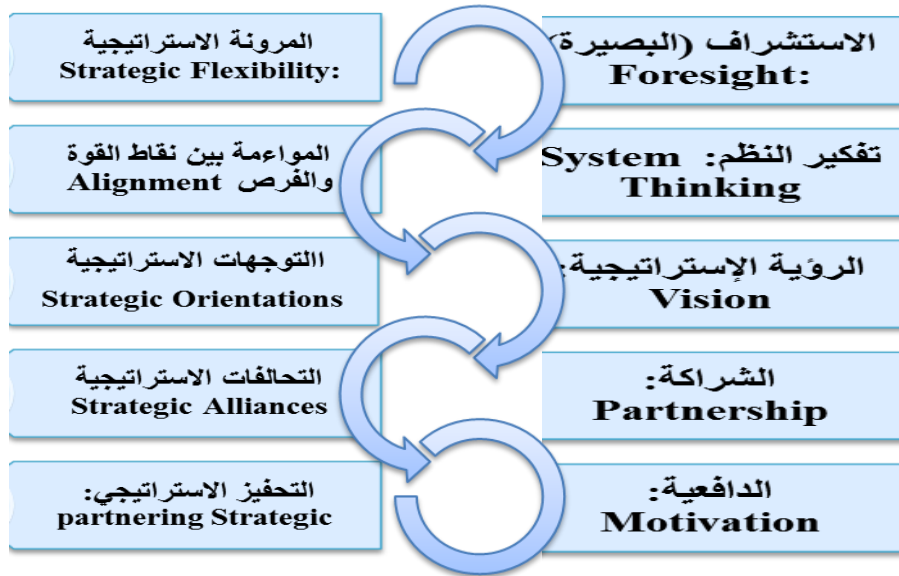 الاستشراف (البصيرة)
Foresight:
تفكير النظم: System
Thinking
الرؤية الإستراتيجية:
Vision
الشراكة:
Partnership
الدافعية:
Motivation
المرونة الاستراتيجية
Strategic Flexibility:
المواءمة بين نقاط القوة
والفرص Alignment
االتوجهات الاستراتيجية
Strategic Orientations
التحالفات الاستراتيجية
Strategic Alliances
التحفيز الاستراتيجي:
partnering Strategic